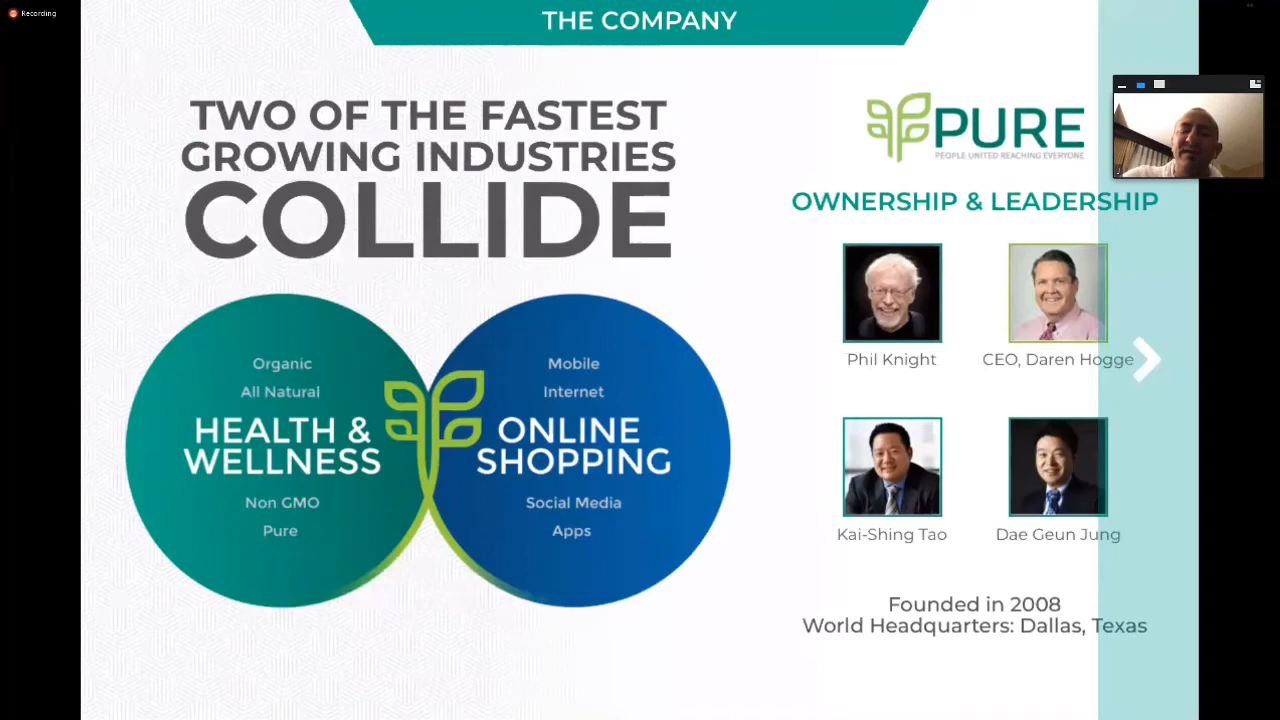 Recording
THE COMPANY
TWO OF THE FASTEST
GROWING INDUSTRIES
COLLIDE
Organic
All Natural
HEALTH &
WELLNESS
Non GMO
Pure
Mobile
Internet
ONLINE
SHOPPING
Social Media
Apps
PURE
PEOPLE UNITED REACHING EVERYONE
OWNERSHIP & LEADERSHIP
Phil Knight
CEO, Daren Hogge
Kai-Shing Tao
Dae Geun Jung
Founded in 2008
World Headquarters: Dallas, Texas